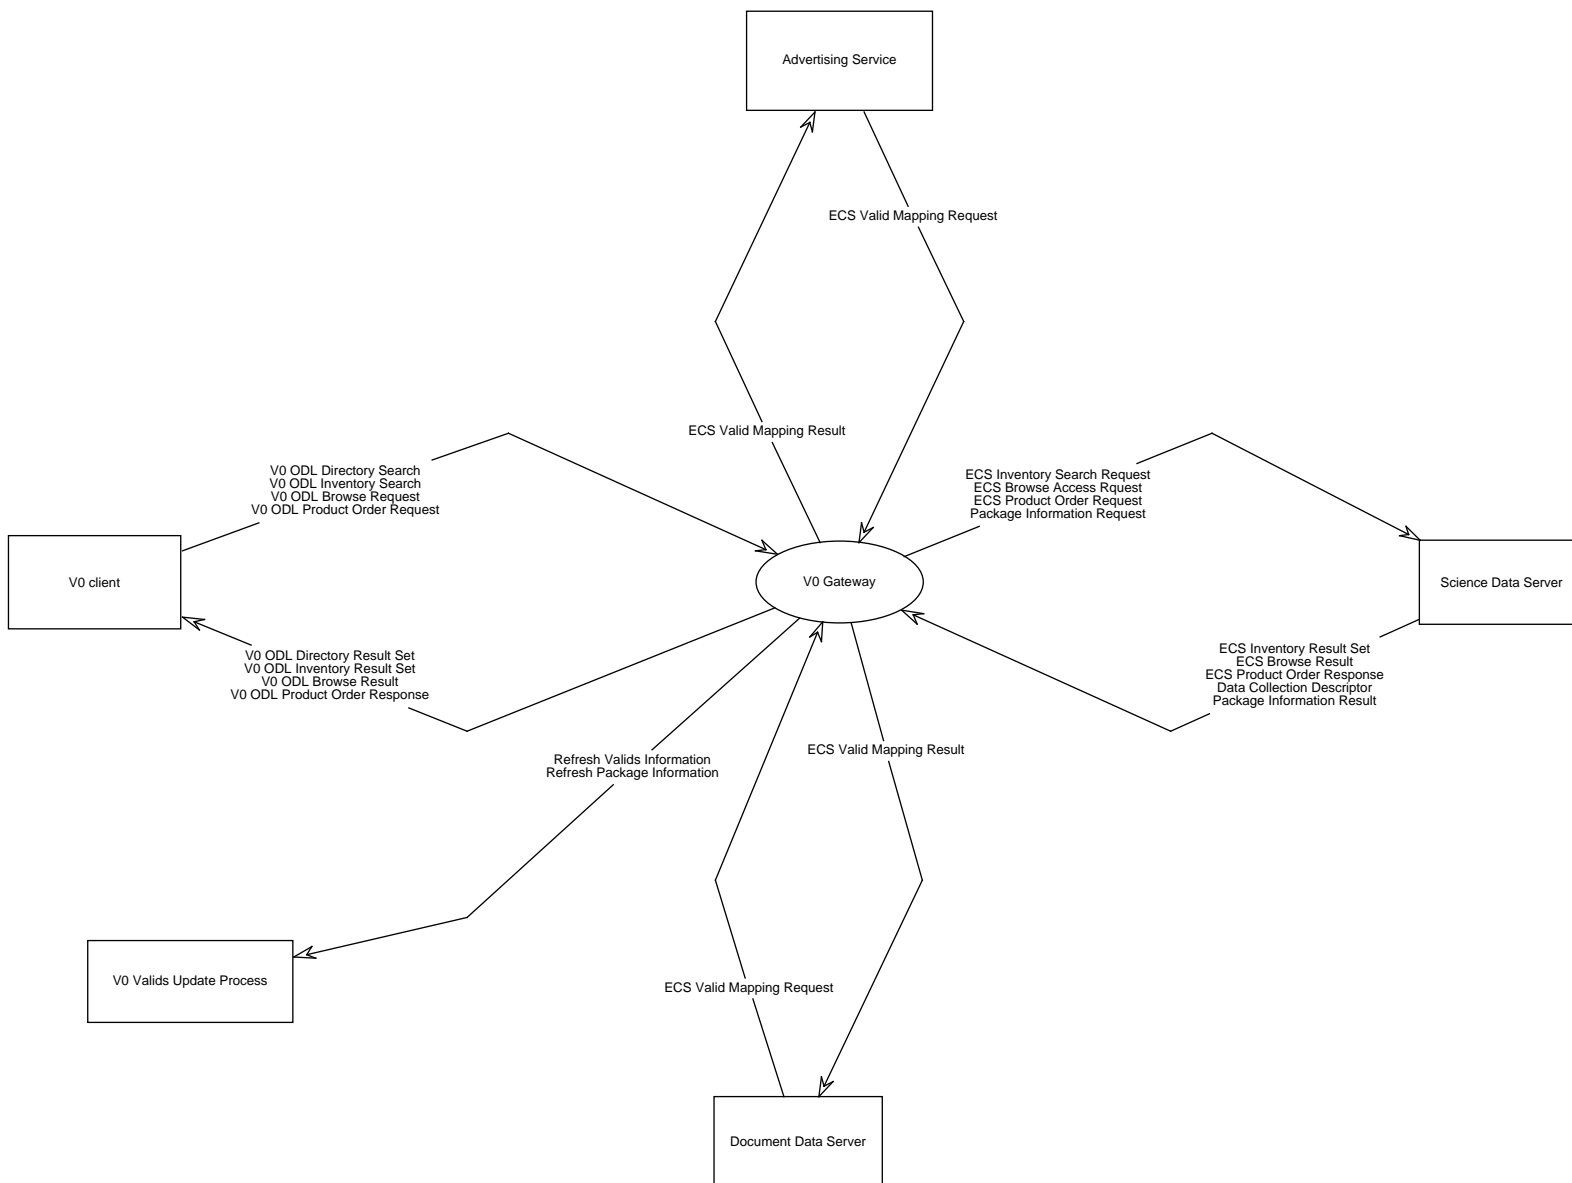 Advertising Service
ECS Valid Mapping Request
ECS Valid Mapping Result
V0 ODL Directory Search
V0 ODL Inventory Search
V0 ODL Browse Request
V0 ODL Product Order Request
ECS Inventory Search Request
ECS Browse Access Rquest
ECS Product Order Request
Package Information Request
V0 client
V0 Gateway
Science Data Server
V0 ODL Directory Result Set
V0 ODL Inventory Result Set
V0 ODL Browse Result
V0 ODL Product Order Response
ECS Inventory Result Set
ECS Browse Result
ECS Product Order Response
Data Collection Descriptor
Package Information Result
Refresh Valids Information
Refresh Package Information
ECS Valid Mapping Result
V0 Valids Update Process
ECS Valid Mapping Request
Document Data Server